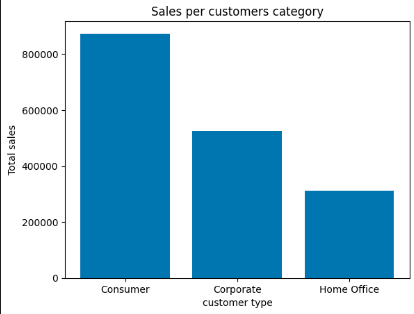 Sales per customers category
Total sales
800000
600000
400000
200000
0
Consumer
Corporate
Home Office
customer type